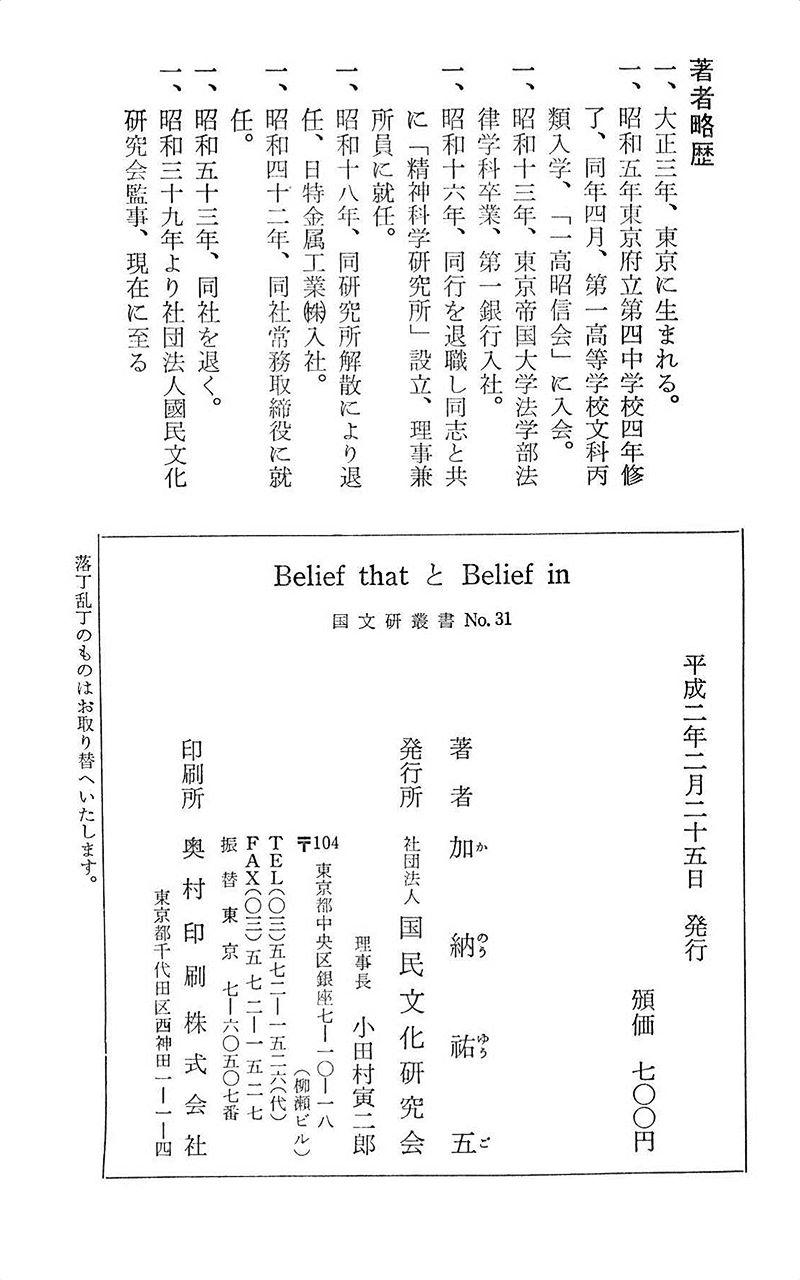 著者略歴
一、大正三年、東京に生まれる。
一、昭和五年東京府立第四中学校四年修
了、同年四月、第一高等学校文科丙
類入学、「一高昭信会」に入会。
一、昭和十三年、東京帝国大学法学部法
律学科卒業、第一銀行入社。
一、昭和十六年、同行を退職し同志と共
に「精神科学研究所」設立、理事兼
所員に就任。
一、昭和十八年、同研究所解散により退
任、日特金属工業㈱入社。
一、昭和四十二年、同社常務取締役に就
任。
一、昭和五十三年、同社を退く。
一、昭和三十九年より社団法人國民文化
研究会監事、現在に至る
Belief that と Belief in
国文研叢書 No.31
平成二年二月二十五日 発行
頒価 七〇〇円
著者 加納祐五
かのうゆうご
発行所 社団法人 国民文化研究会
理事長 小田村寅二郎
〒104 東京都中央区銀座七―一〇―一八
(柳瀬ビル)
TEL(〇三)五七二―一五二六(代)
FAX(〇三)五七二―一五二七
振替東京 七―六〇五〇七番
印刷所 奥村印刷株式会社
東京都千代田区西神田一―一―四
落丁乱丁のものはお取り替へいたします。